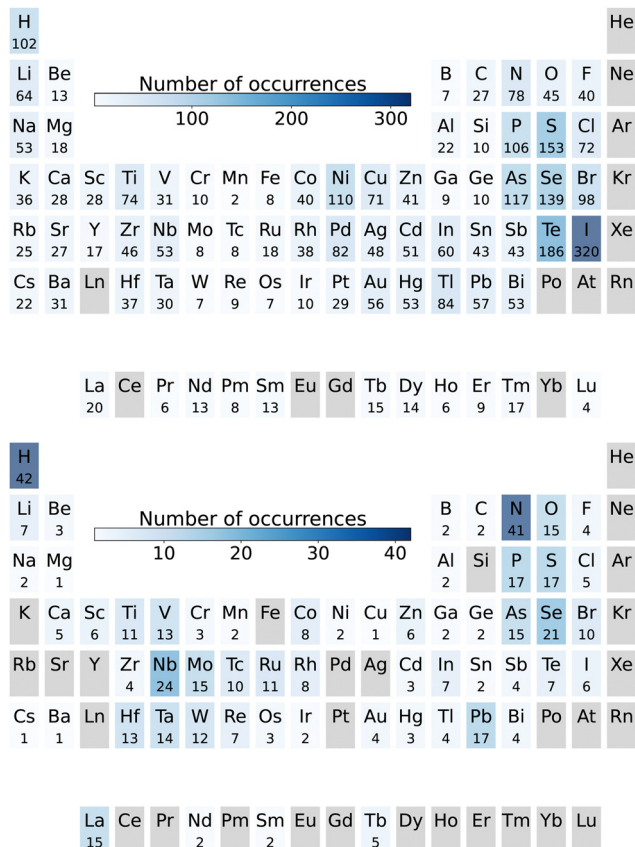 H He
102
Li Be Number of occurrences B C N O F Ne
64 13 7 27 78 45 40
100 200 300
Na Mg Al Si P S Cl Ar
53 18 22 10 106 153 72
K Ca Sc Ti V Cr Mn Fe Co Ni Cu Zn Ga Ge As Se Br Kr
36 28 28 74 31 10 2 8 40 110 71 41 9 10 117 139 98
Rb Sr Y Zr Nb Mo Tc Ru Rh Pd Ag Cd In Sn Sb Te I Xe
25 27 17 46 53 8 8 18 38 82 48 51 60 43 43 186 320
Cs Ba Ln Hf Ta W Re Os Ir Pt Au Hg Tl Pb Bi Po At Rn
22 31 37 30 7 9 7 10 29 56 53 84 57 53
La Ce Pr Nd Pm Sm Eu Gd Tb Dy Ho Er Tm Yb Lu
20 6 13 8 13 15 14 6 9 17 4
H He
42
Li Be Number of occurrences B C N O F Ne
7 3 2 2 41 15 4
10 20 30 40
Na Mg Al Si P S Cl Ar
2 1 2 17 17 5
K Ca Sc Ti V Cr Mn Fe Co Ni Cu Zn Ga Ge As Se Br Kr
5 6 11 13 3 2 8 2 1 6 2 2 15 21 10
Rb Sr Y Zr Nb Mo Tc Ru Rh Pd Ag Cd In Sn Sb Te I Xe
4 24 15 10 11 8 3 7 2 4 7 6
Cs Ba Ln Hf Ta W Re Os Ir Pt Au Hg Tl Pb Bi Po At Rn
1 1 13 14 12 7 3 2 4 3 4 17 4
La Ce Pr Nd Pm Sm Eu Gd Tb Dy Ho Er Tm Yb Lu
15 2 2 5